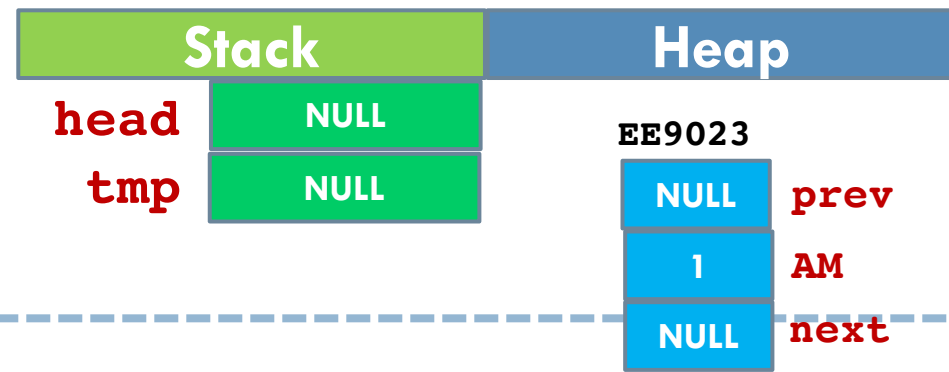 Stack Heap
head NULL
EE9023
tmp NULL
NULL prev
1 AM
NULL next